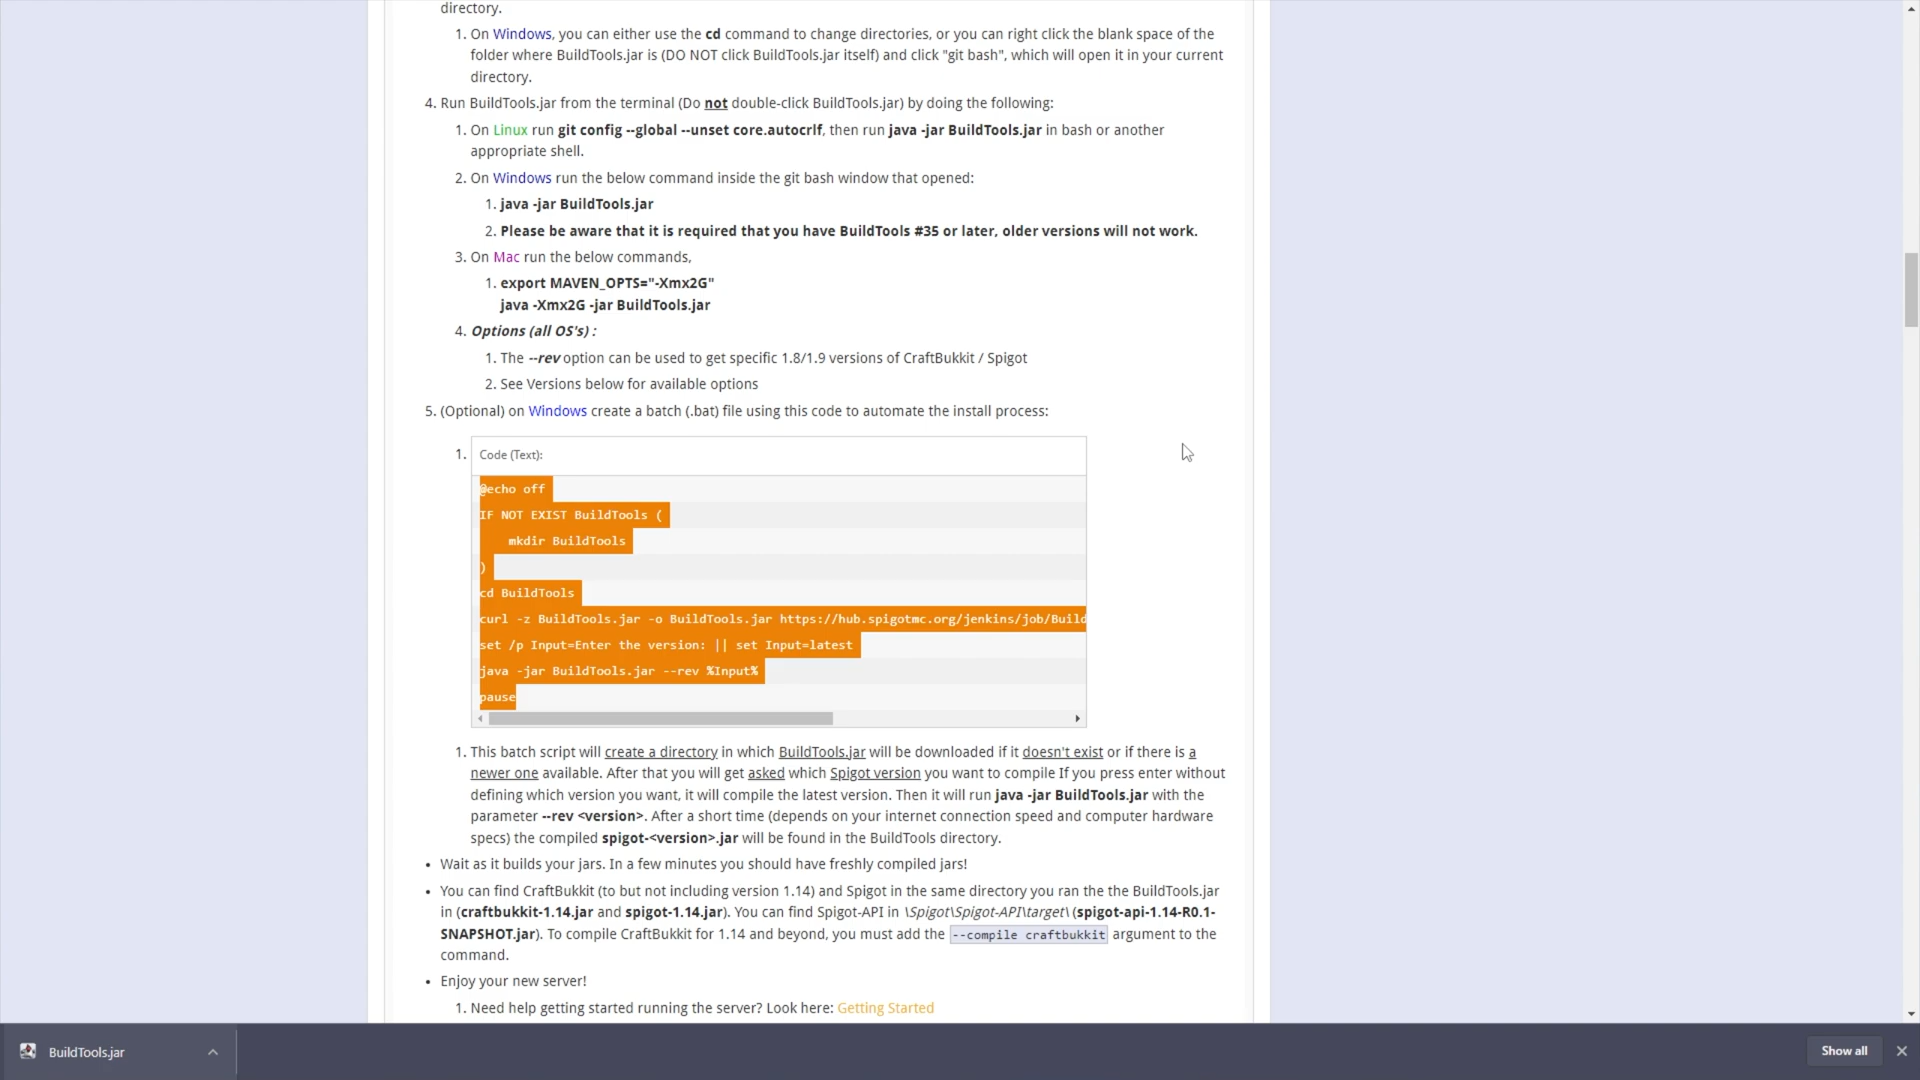 directory.
1. On Windows, you can either use the cd command to change directories, or you can right click the blank space of the
folder where BuildTools.jar is (DO NOT click BuildTools.jar itself) and click "git bash", which will open it in your current
directory.
4. Run BuildTools.jar from the terminal (Do not double-click BuildTools.jar) by doing the following:
1. On Linux run git config --global --unset core.autocrlf, then run java -jar BuildTools.jar in bash or another
appropriate shell.
2. On Windows run the below command inside the git bash window that opened:
1. java -jar BuildTools.jar
2. Please be aware that it is required that you have BuildTools #35 or later, older versions will not work.
3. On Mac run the below commands,
1. export MAVEN_OPTS="-Xmx2G"
java -Xmx2G -jar BuildTools.jar
4. Options (all OS's) :
1. The --rev option can be used to get specific 1.8/1.9 versions of CraftBukkit / Spigot
2. See Versions below for available options
5. (Optional) on Windows create a batch (.bat) file using this code to automate the install process:
1. Code (Text):
@echo off
IF NOT EXIST BuildTools (
mkdir BuildTools
)
cd BuildTools
curl -z BuildTools.jar -o BuildTools.jar https://hub.spigotmc.org/jenkins/job/Build
set /p Input=Enter the version: || set Input=latest
java -jar BuildTools.jar --rev %Input%
pause
1. This batch script will create a directory in which BuildTools.jar will be downloaded if it doesn't exist or if there is a
newer one available. After that you will get asked which Spigot version you want to compile If you press enter without
defining which version you want, it will compile the latest version. Then it will run java -jar BuildTools.jar with the
parameter --rev <version>. After a short time (depends on your internet connection speed and computer hardware
specs) the compiled spigot-<version>.jar will be found in the BuildTools directory.
• Wait as it builds your jars. In a few minutes you should have freshly compiled jars!
• You can find CraftBukkit (to but not including version 1.14) and Spigot in the same directory you ran the the BuildTools.jar
in (craftbukkit-1.14.jar and spigot-1.14.jar). You can find Spigot-API in \Spigot\Spigot-API\target\ (spigot-api-1.14-R0.1-
SNAPSHOT.jar). To compile CraftBukkit for 1.14 and beyond, you must add the --compile craftbukkit argument to the
command.
• Enjoy your new server!
1. Need help getting started running the server? Look here: Getting Started
BuildTools.jar
Show all